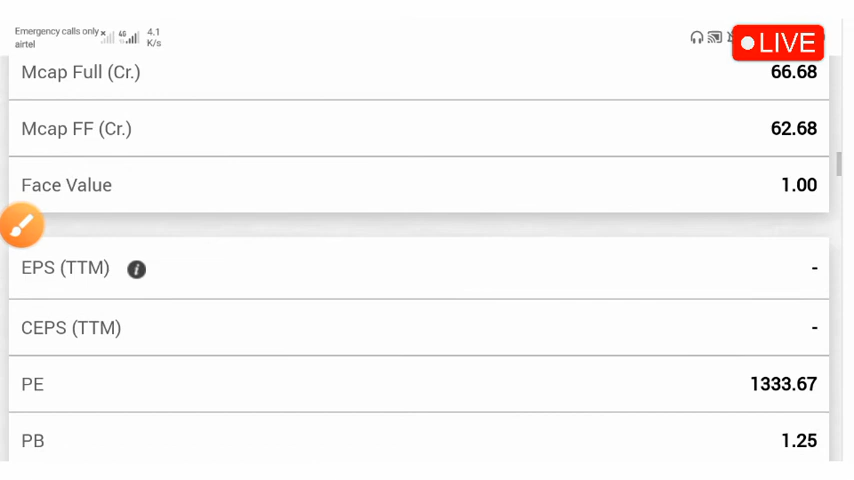 Emergency calls only
4G
4.1
airtel
K/s
LIVE
Mcap Full (Cr.) 66.68
Mcap FF (Cr.) 62.68
Face Value 1.00
EPS (TTM) i -
CEPS (TTM) -
PE 1333.67
PB 1.25